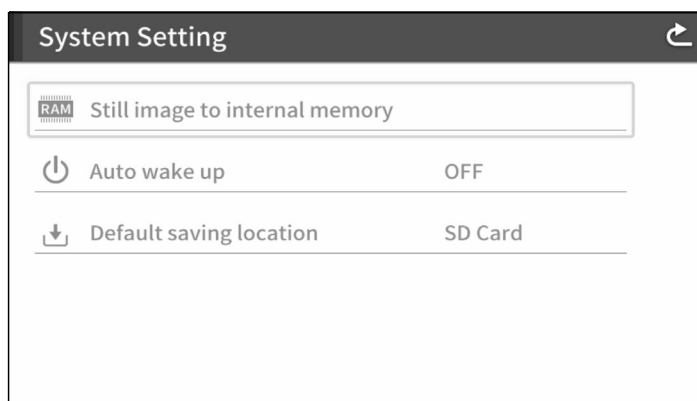 System Setting
RAM Still image to internal memory
Auto wake up OFF
Default saving location SD Card